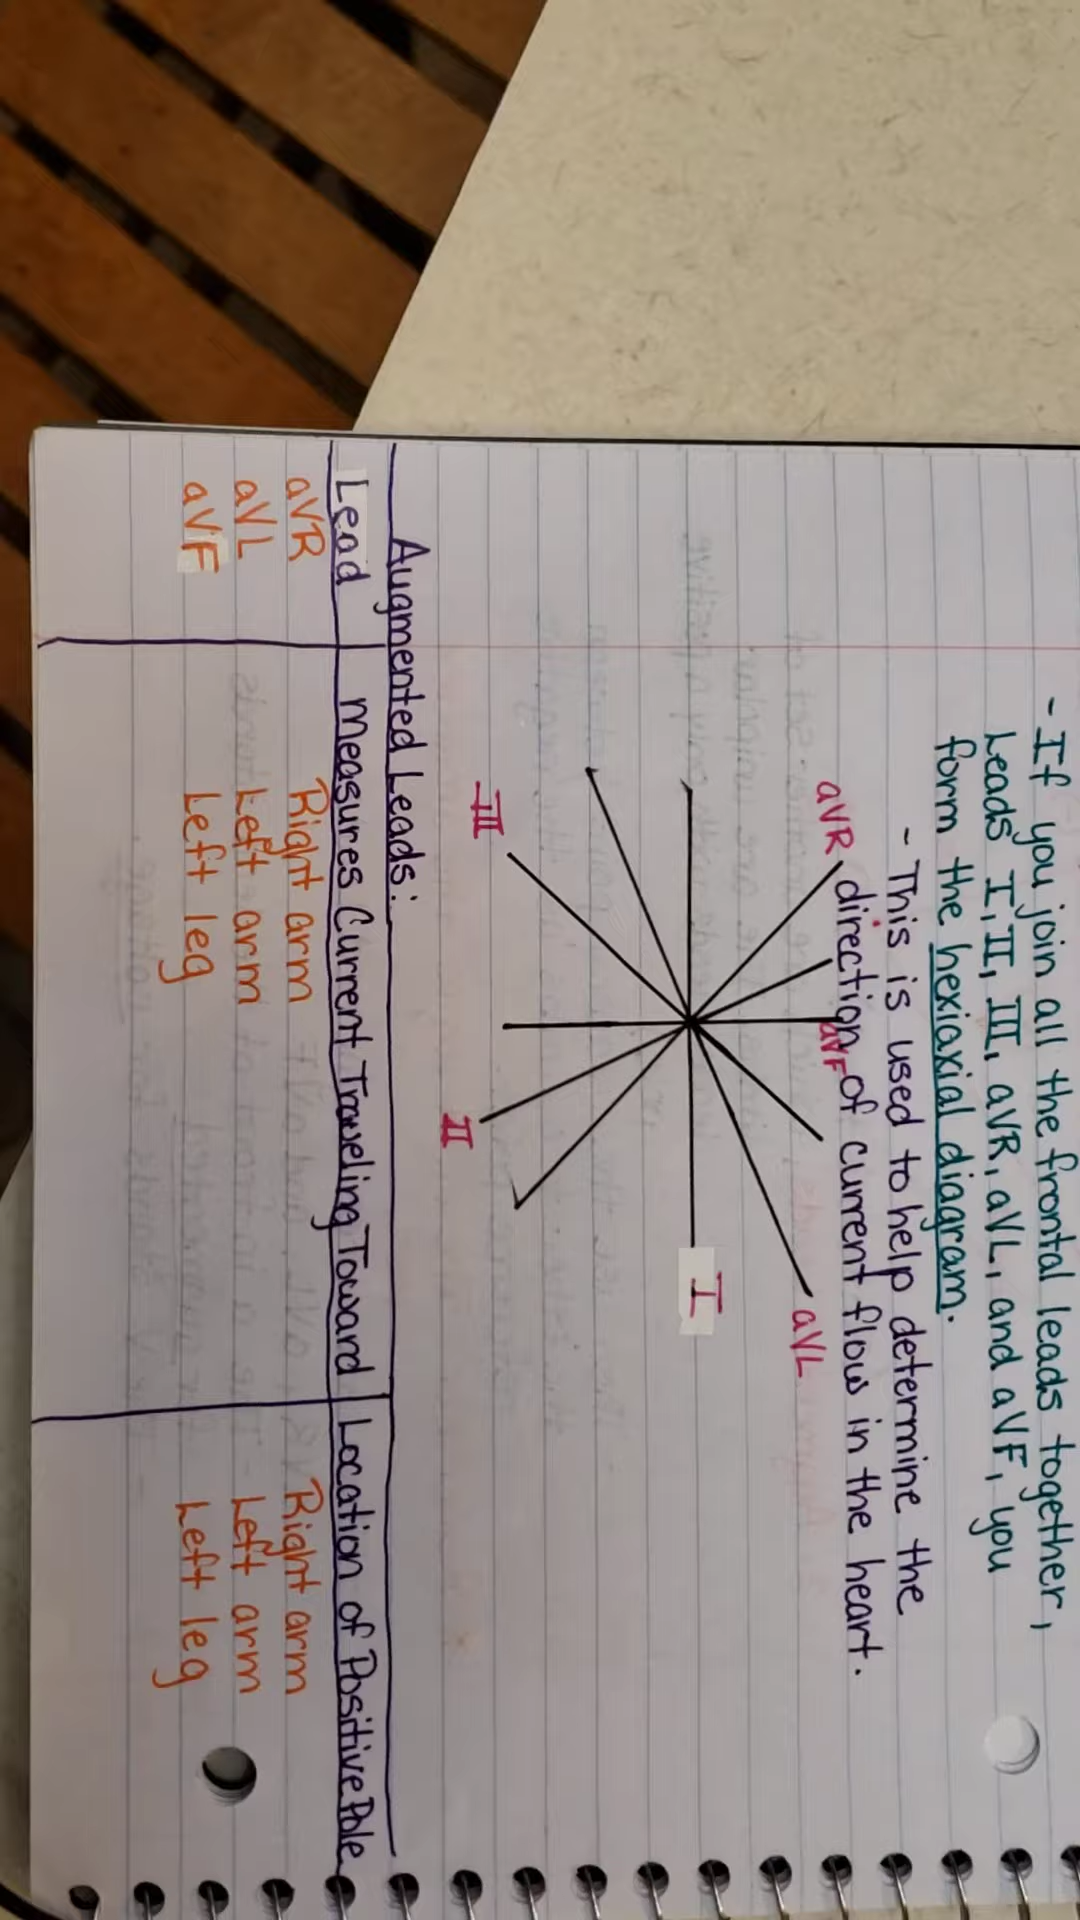 - If you join all the frontal leads together,
Leads I, II, III, aVR, aVL, and aVF, you
form the hexiaxial diagram.
- This is used to help determine the
direction of current flow in the heart.
aVR
aVF
aVL
I
III
II
Augmented Leads:
Lead Measures Current Traveling Toward Location of Positive Pole
aVR Right arm Right arm
aVL Left arm Left arm
aVF Left leg Left leg